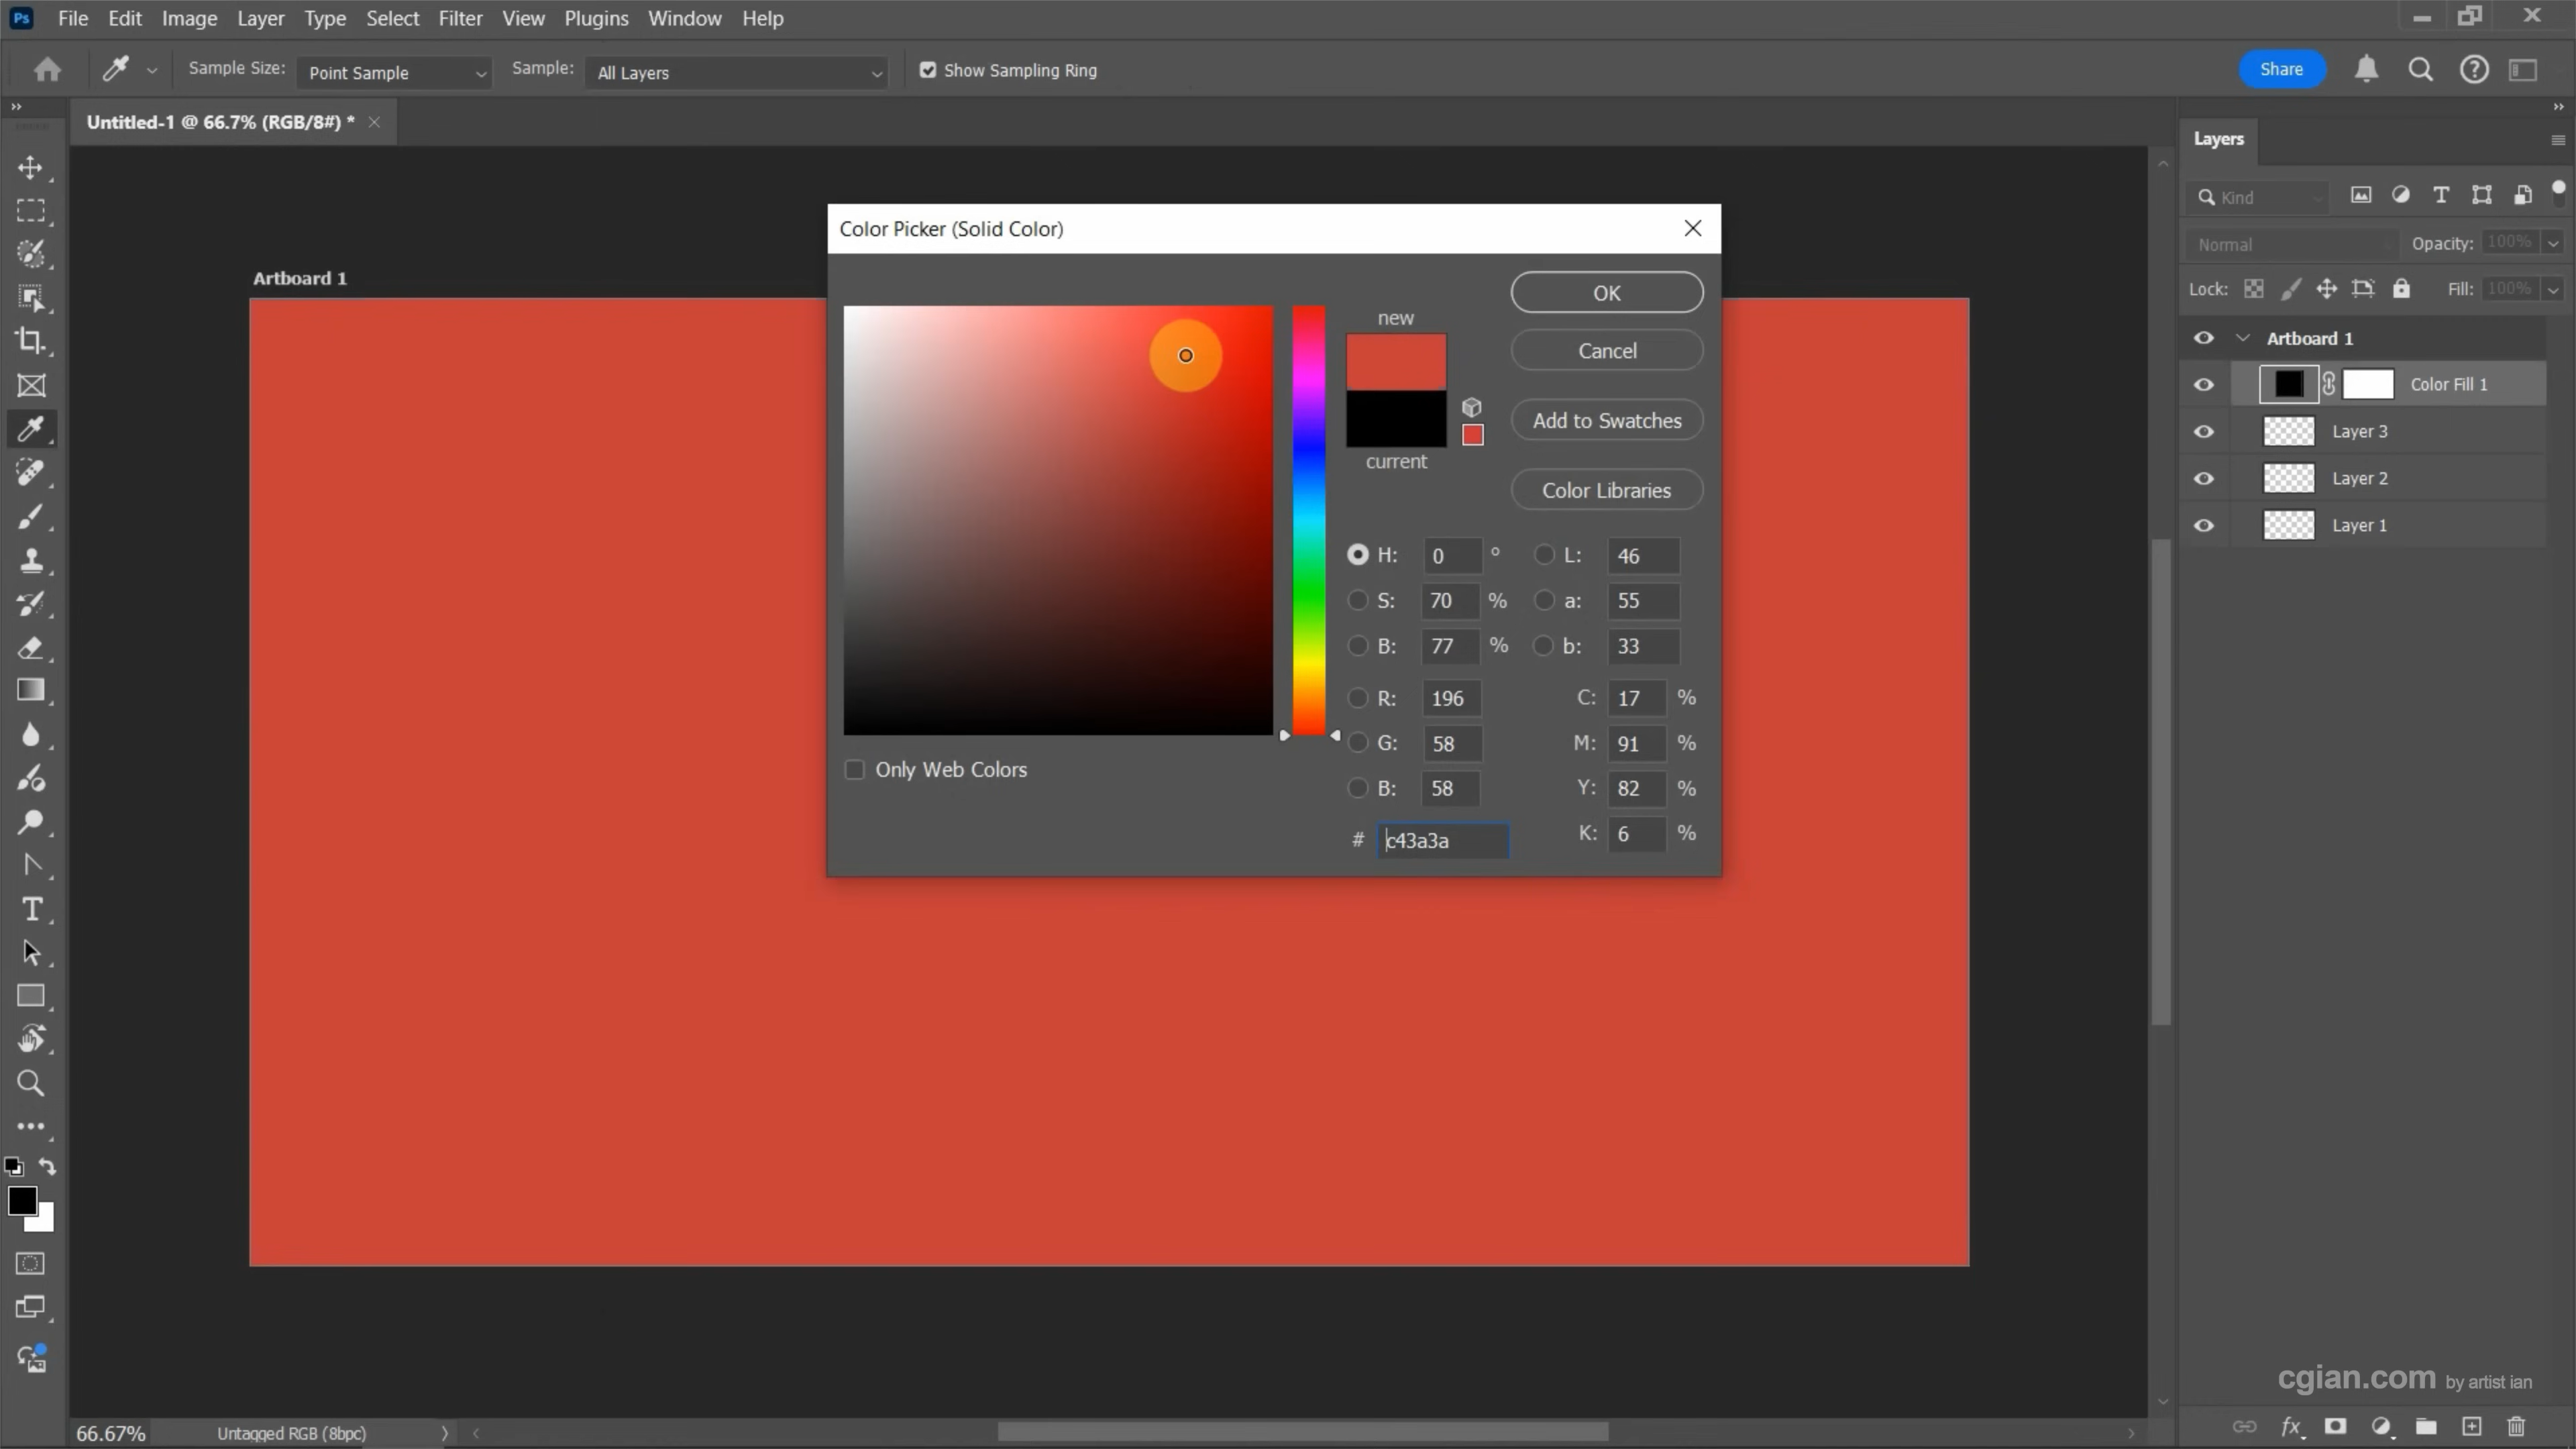 Ps File Edit Image Layer Type Select Filter View Plugins Window Help
Sample Size: Point Sample Sample: All Layers Show Sampling Ring Share
Untitled-1 @ 66.7% (RGB/8#) *
Artboard 1
Color Picker (Solid Color)
new
current
OK
Cancel
Add to Swatches
Color Libraries
H: 0 ° L: 46
S: 70 % a: 55
B: 77 % b: 33
R: 196 C: 17 %
G: 58 M: 91 %
B: 58 Y: 82 %
# c43a3a K: 6 %
Only Web Colors
Layers
Kind
Normal Opacity: 100%
Lock: Fill: 100%
Artboard 1
Color Fill 1
Layer 3
Layer 2
Layer 1
cgian.com by artist ian
66.67% Untagged RGB (8bpc)
fx